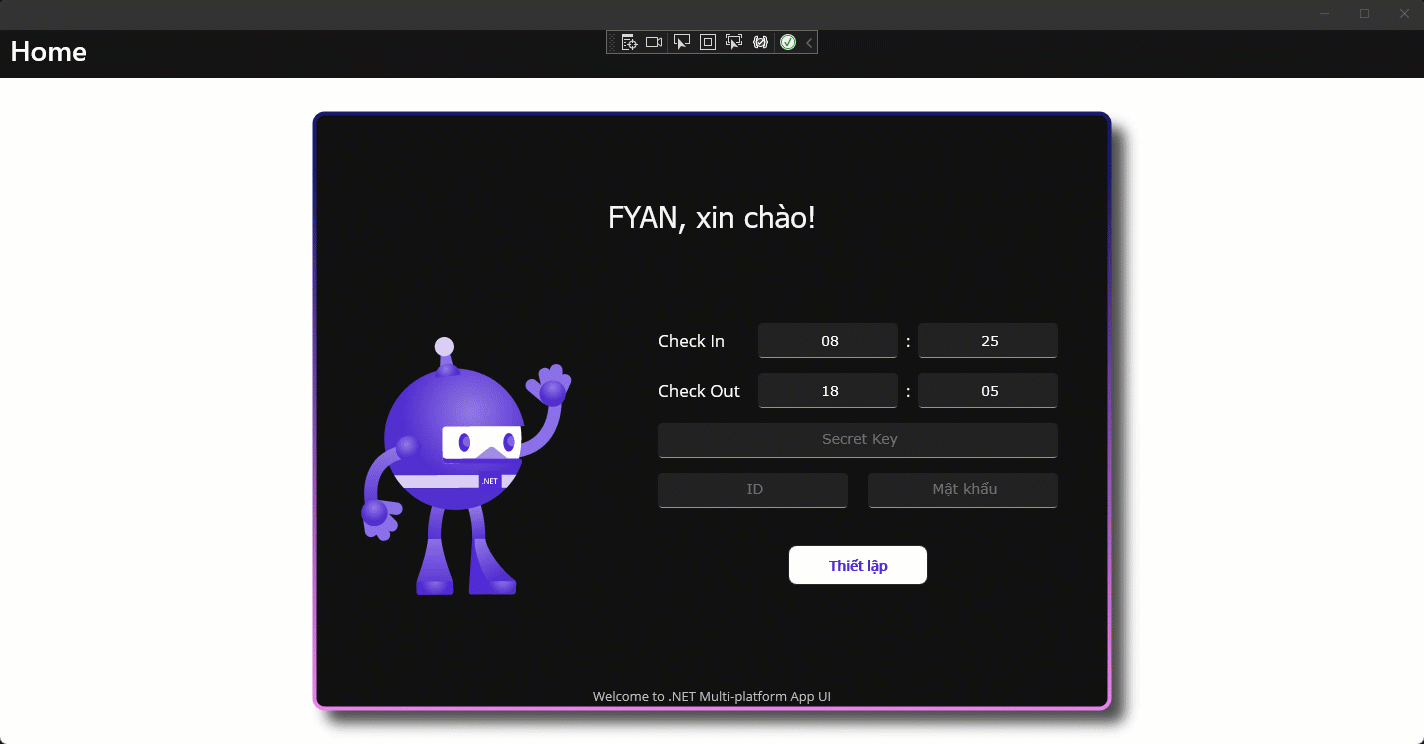 Home
FYAN, xin chào!
Check In 08 : 25
Check Out 18 : 05
Secret Key
ID Mật khẩu
.NET
Thiết lập
Welcome to .NET Multi-platform App UI